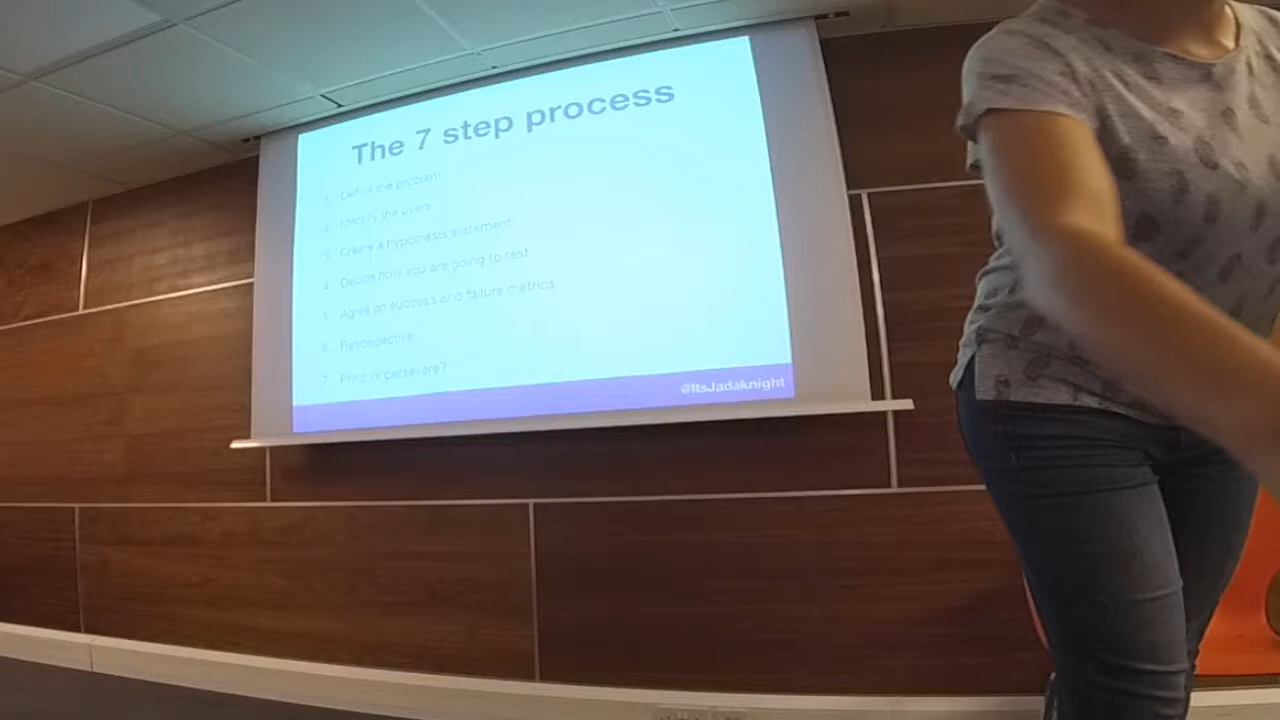 The 7 step process
1. Define the problem
2. Identify the users
3. Create a hypothesis statement
4. Decide how you are going to test
5. Agree on success and failure metrics
6. Retrospective
7. Pivot or persevere?
@ItsJadaknight